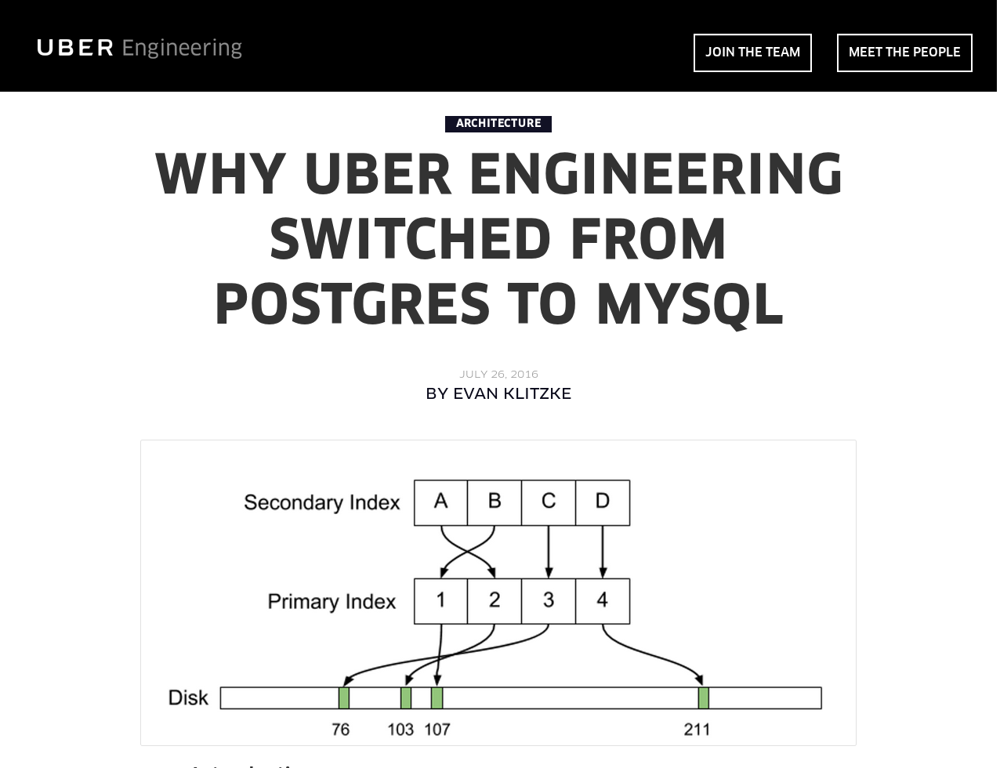 UBER Engineering
JOIN THE TEAM
MEET THE PEOPLE
ARCHITECTURE
WHY UBER ENGINEERING
SWITCHED FROM
POSTGRES TO MYSQL
JULY 26, 2016
BY EVAN KLITZKE
Secondary Index A B C D
Primary Index 1 2 3 4
Disk
76 103 107 211